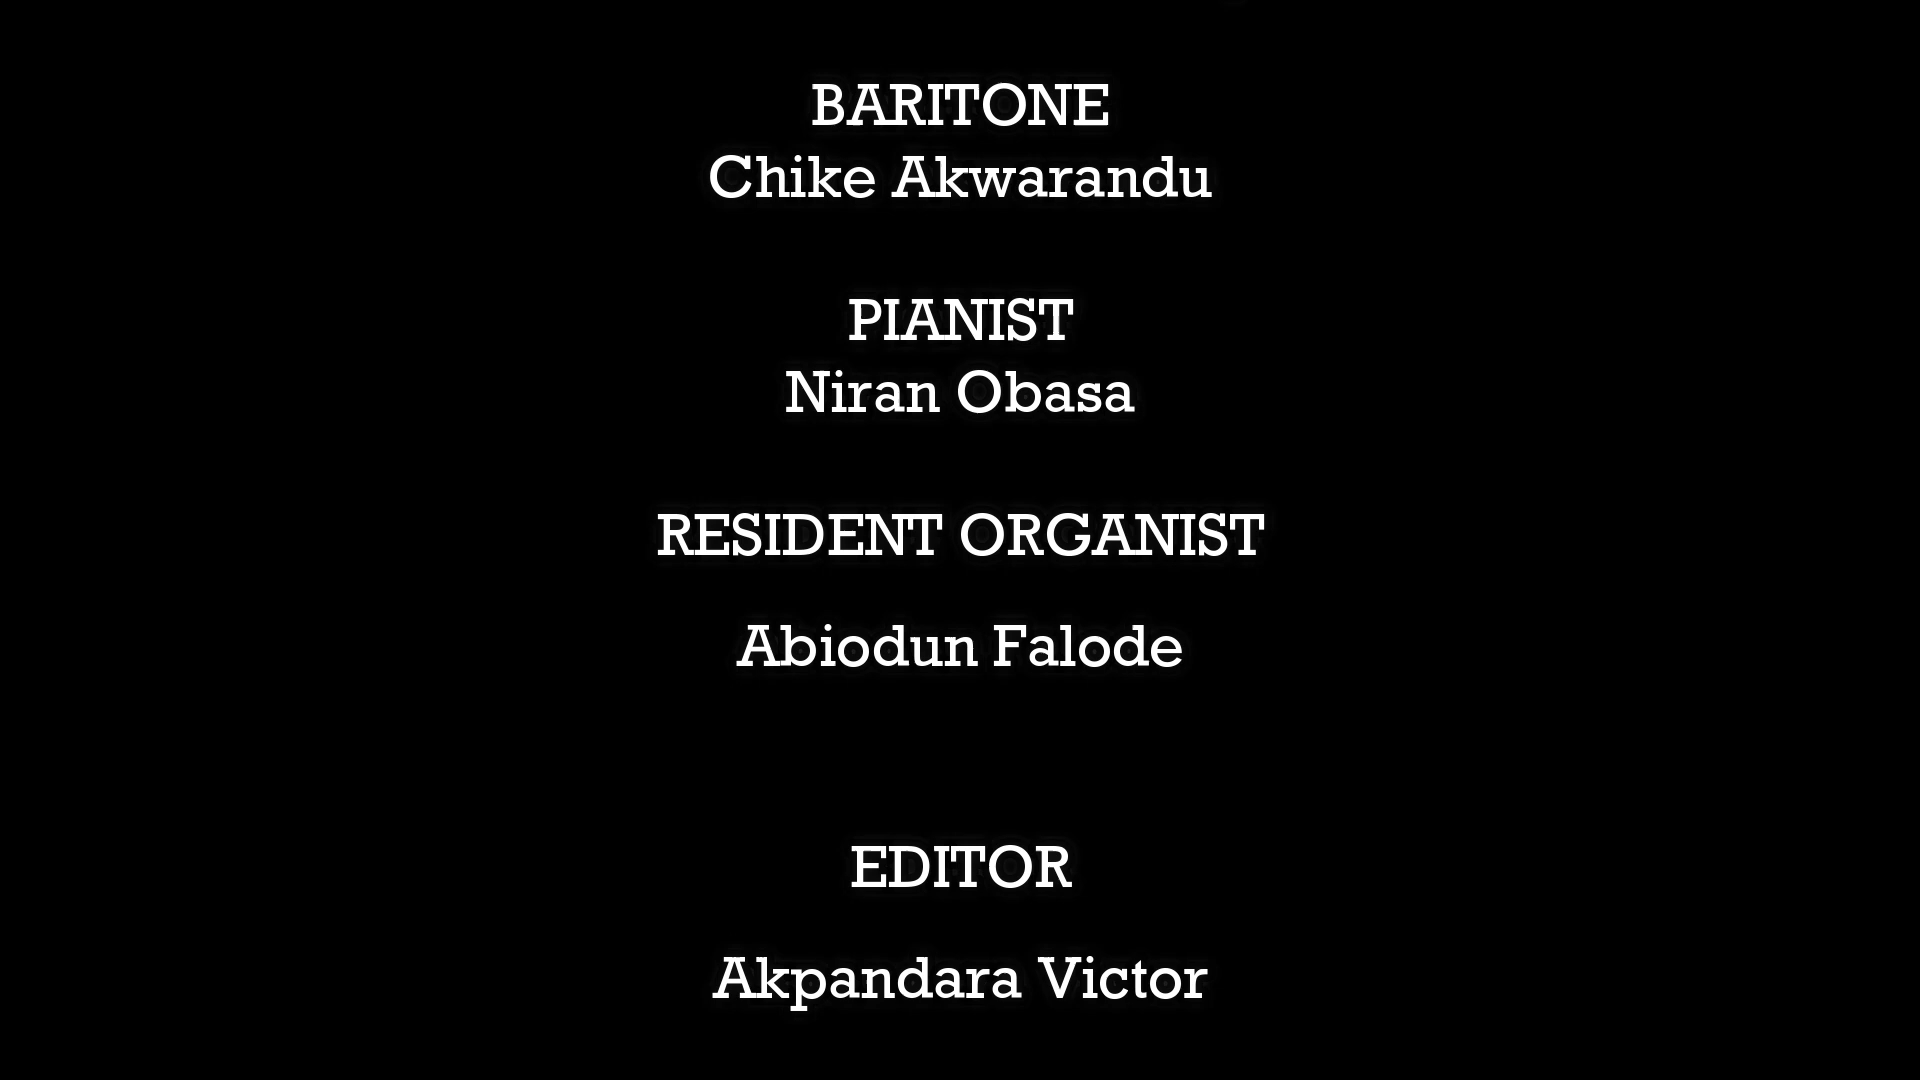 BARITONE
Chike Akwarandu
PIANIST
Niran Obasa
RESIDENT ORGANIST
Abiodun Falode
EDITOR
Akpandara Victor